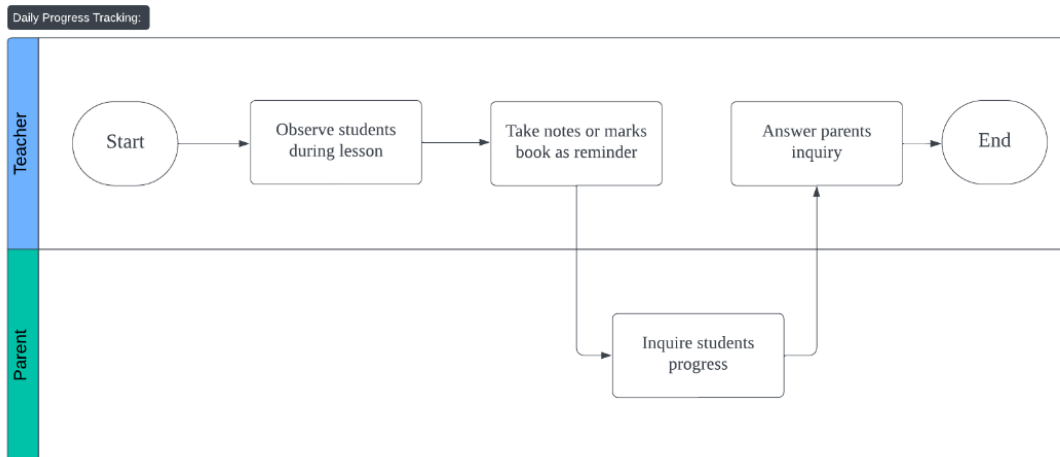 Daily Progress Tracking:
Teacher
Start
Observe students
during lesson
Take notes or marks
book as reminder
Answer parents
inquiry
End
Parent
Inquire students
progress